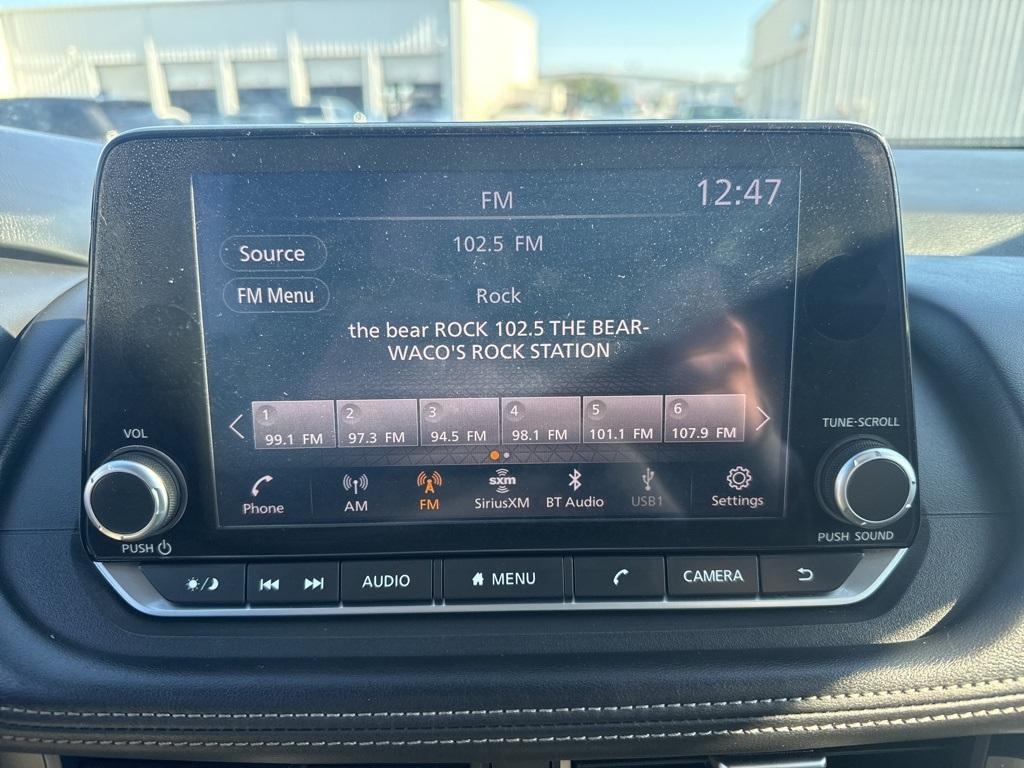 FM
12:47
102.5 FM
Source
FM Menu
Rock
the bear ROCK 102.5 THE BEAR-
WACO'S ROCK STATION
1 2 3 4 5 6
99.1 FM 97.3 FM 94.5 FM 98.1 FM 101.1 FM 107.9 FM
VOL
TUNE·SCROLL
sxm
Phone AM FM SiriusXM BT Audio USB1 Settings
PUSH
PUSH SOUND
AUDIO MENU CAMERA